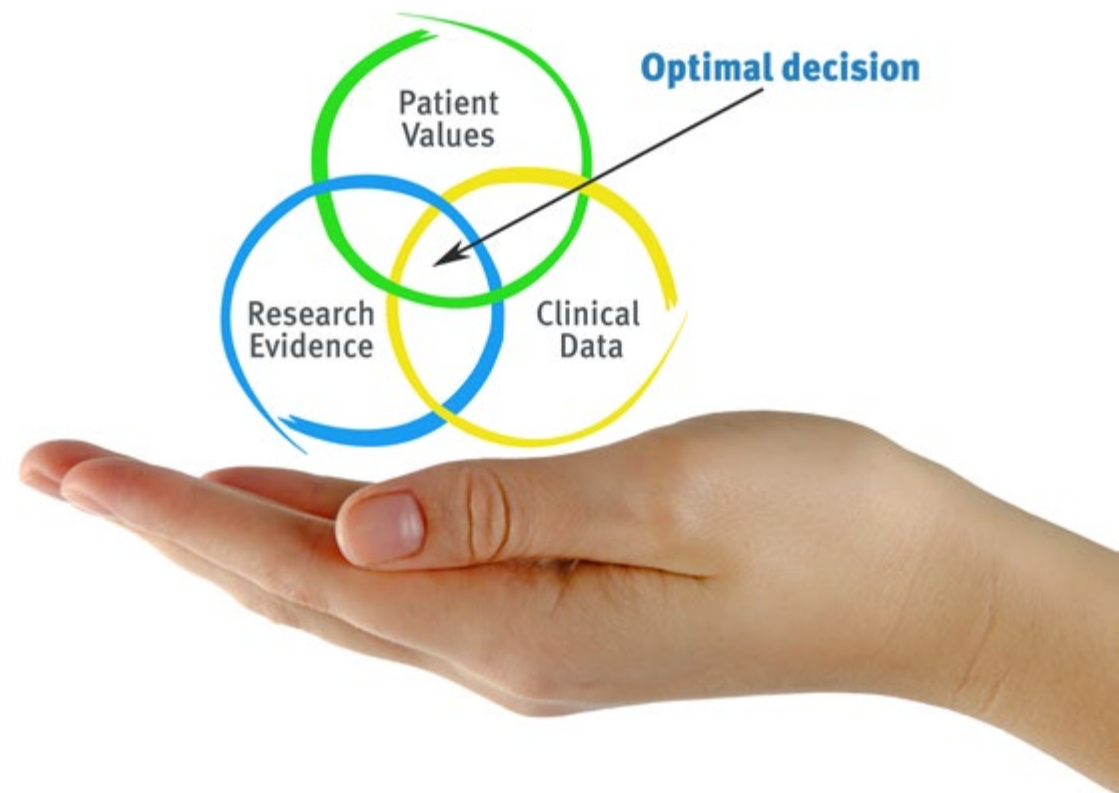 Optimal decision
Patient
Values
Research
Evidence
Clinical
Data